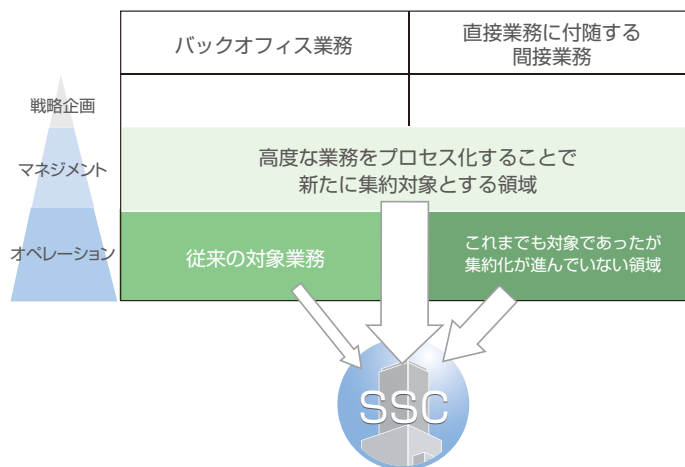 バックオフィス業務
直接業務に付随する
間接業務
戦略企画
マネジメント
高度な業務をプロセス化することで
新たに集約対象とする領域
オペレーション
従来の対象業務
これまでも対象であったが
集約化が進んでいない領域
SSC